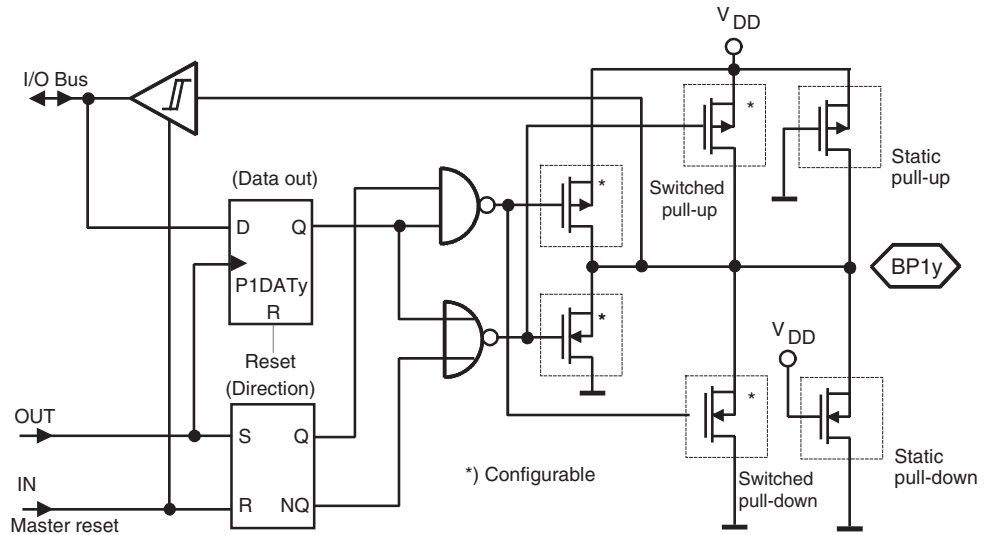 V DD
I/O Bus
*
Static
pull-up
(Data out)
*
Switched
pull-up
D
Q
P1DATy
R
BP1y
*
V DD
Reset
(Direction)
OUT
S
Q
*
*) Configurable
Static
pull-down
IN
R
NQ
Switched
pull-down
Master reset